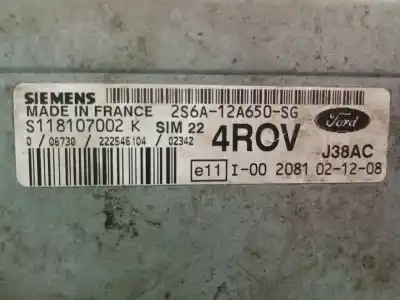 SIEMENS
MADE IN FRANCE 2S6A-12A650-SG
S118107002 K SIM 22 4ROV Ford
J38AC
0 / 06730 / 222546104 / 02342
e11 I-00 2081 02-12-08